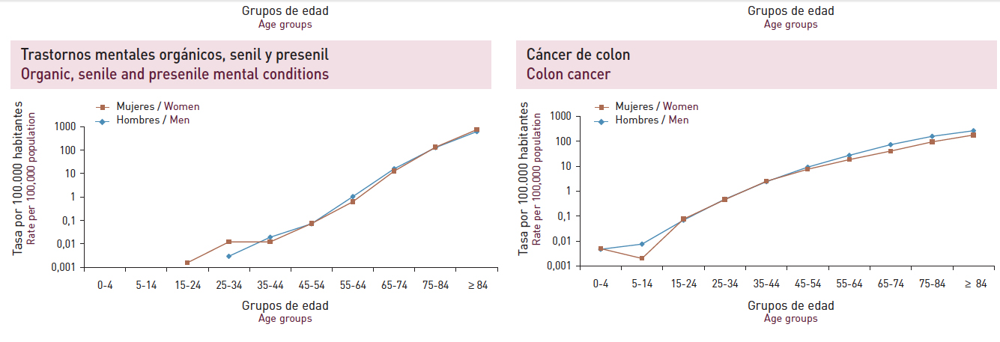 Grupos de edad
Age groups
Grupos de edad
Age groups
Trastornos mentales orgánicos, senil y presenil
Organic, senile and presenile mental conditions
Tasa por 100.000 habitantes
Rate per 100,000 population
Mujeres / Women
Hombres / Men
1000
100
10
1
0,1
0,01
0,001
0-4 5-14 15-24 25-34 35-44 45-54 55-64 65-74 75-84 ≥ 84
Grupos de edad
Age groups
Cáncer de colon
Colon cancer
Tasa por 100.000 habitantes
Rate per 100,000 population
Mujeres / Women
Hombres / Men
1000
100
10
1
0,1
0,01
0,001
0-4 5-14 15-24 25-34 35-44 45-54 55-64 65-74 75-84 ≥ 84
Grupos de edad
Age groups